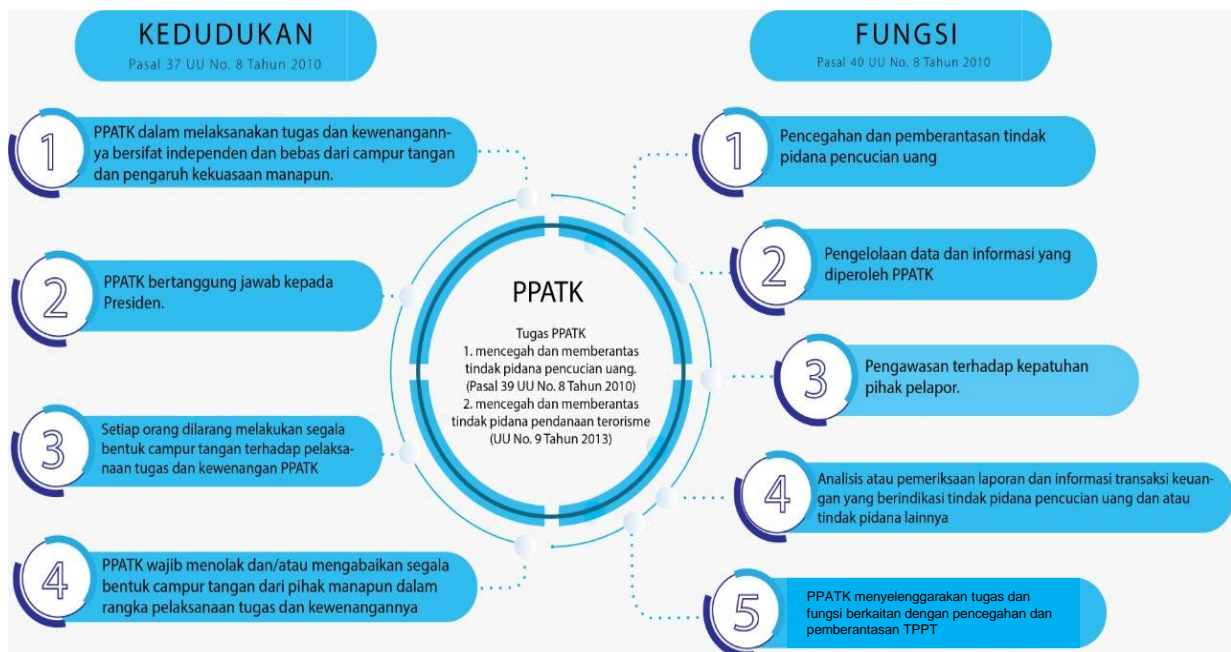 KEDUDUKAN
Pasal 37 UU No. 8 Tahun 2010
1
PPATK dalam melaksanakan tugas dan kewenangann-
ya bersifat independen dan bebas dari campur tangan
dan pengaruh kekuasaan manapun.
2
PPATK bertanggung jawab kepada
Presiden.
3
Setiap orang dilarang melakukan segala
bentuk campur tangan terhadap pelaksa-
naan tugas dan kewenangan PPATK
4
PPATK wajib menolak dan/atau mengabaikan segala
bentuk campur tangan dari pihak manapun dalam
rangka pelaksanaan tugas dan kewenangannya
PPATK
Tugas PPATK
1. mencegah dan memberantas
tindak pidana pencucian uang.
(Pasal 39 UU No. 8 Tahun 2010)
2. mencegah dan memberantas
tindak pidana pendanaan terorisme
(UU No. 9 Tahun 2013)
FUNGSI
Pasal 40 UU No. 8 Tahun 2010
1
Pencegahan dan pemberantasan tindak
pidana pencucian uang
2
Pengelolaan data dan informasi yang
diperoleh PPATK
3
Pengawasan terhadap kepatuhan
pihak pelapor.
4
Analisis atau pemeriksaan laporan dan informasi transaksi keuan-
gan yang berindikasi tindak pidana pencucian uang dan atau
tindak pidana lainnya
5
PPATK menyelenggarakan tugas dan
fungsi berkaitan dengan pencegahan dan
pemberantasan TPPT